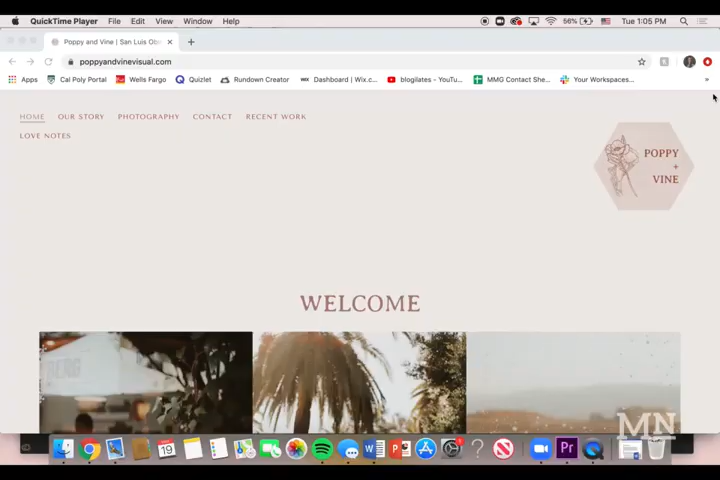 QuickTime Player File Edit View Window Help 56% Tue 1:05 PM
Poppy and Vine | San Luis Obi
poppyandvinevisual.com
Apps Cal Poly Portal Wells Fargo Quizlet Rundown Creator WIX Dashboard | Wix.c... blogilates - YouTu... MMG Contact She... Your Workspaces... »
HOME OUR STORY PHOTOGRAPHY CONTACT RECENT WORK
LOVE NOTES
POPPY
+
VINE
WELCOME
MN
19
Pr